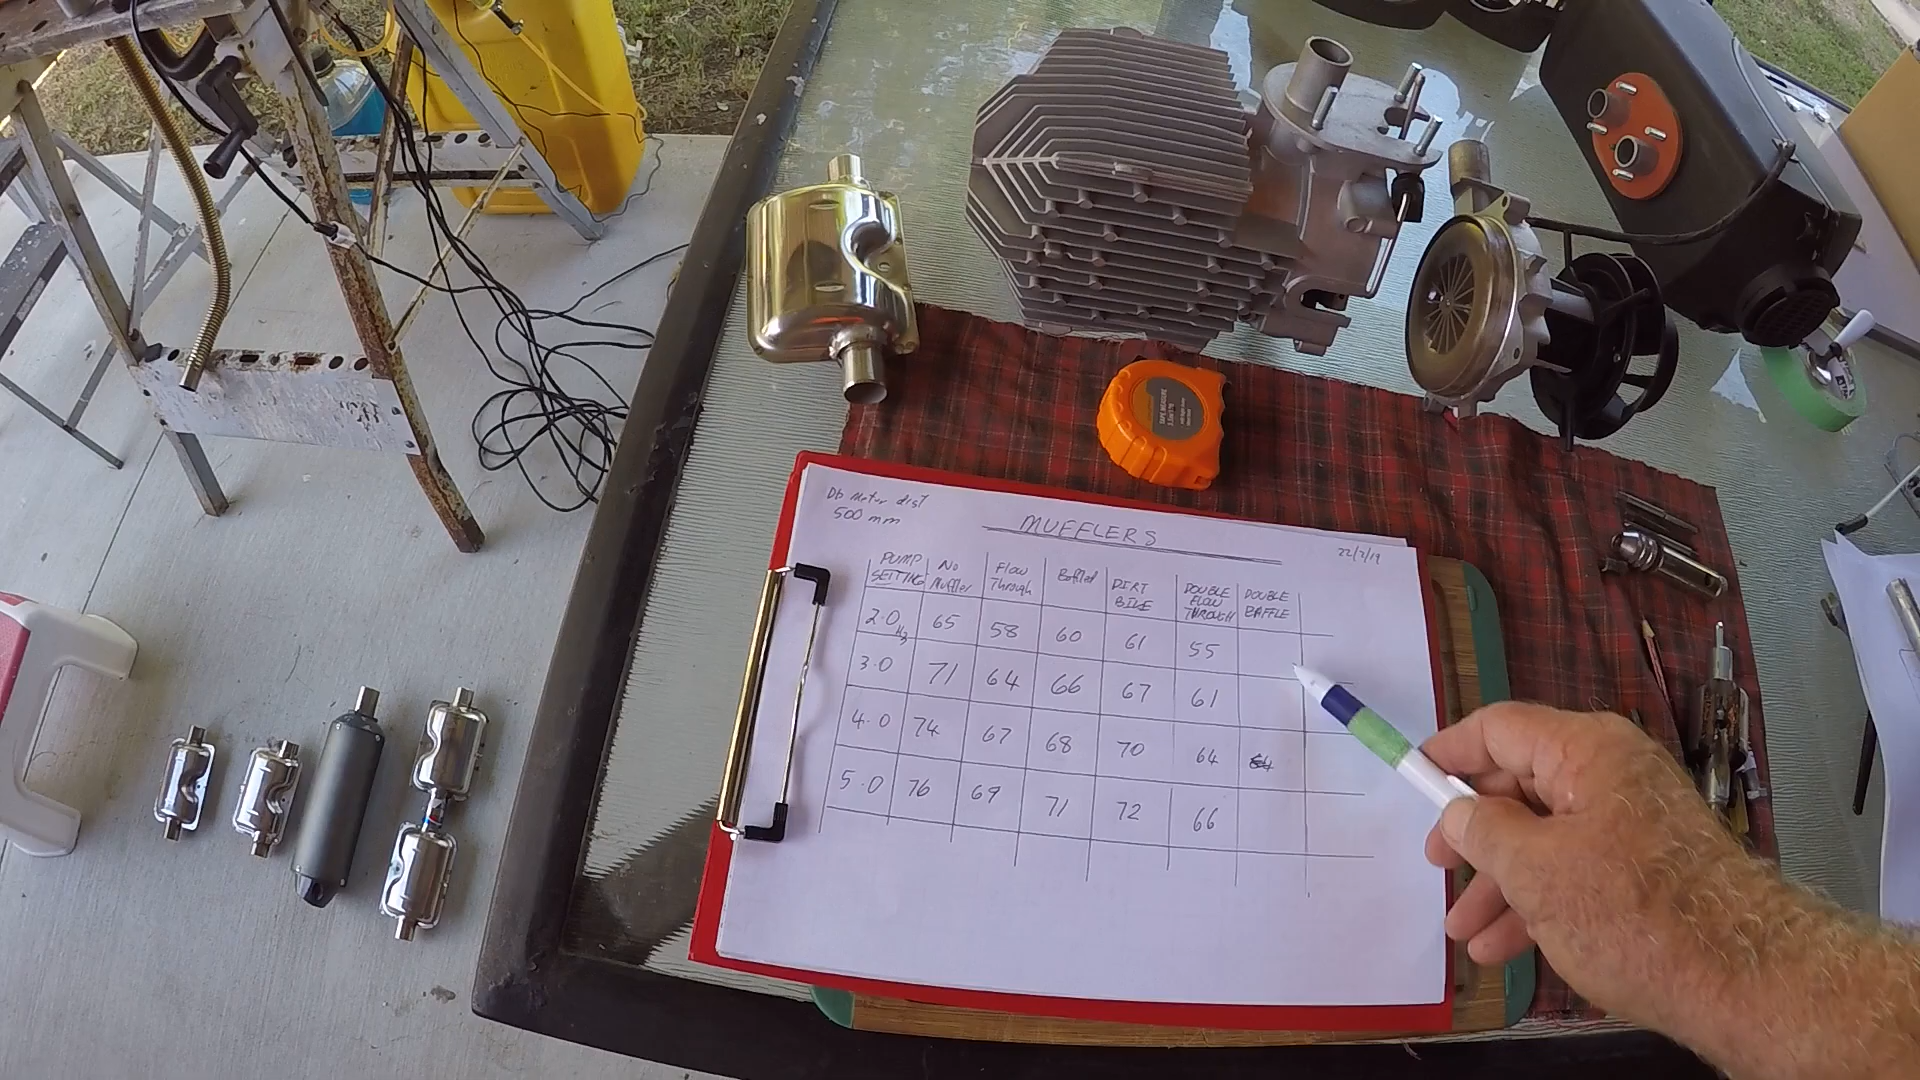 Db Meter dist
500 mm
MUFFLERS
22/2/19
PUMP SETTING No Muffler Flow Through Baffled DIRT BIKE DOUBLE FLOW THROUGH DOUBLE BAFFLE
2.0 Hz 65 58 60 61 55
3.0 71 64 66 67 61
4.0 74 67 68 70 64
5.0 76 69 71 72 66
TAPE MEASURE